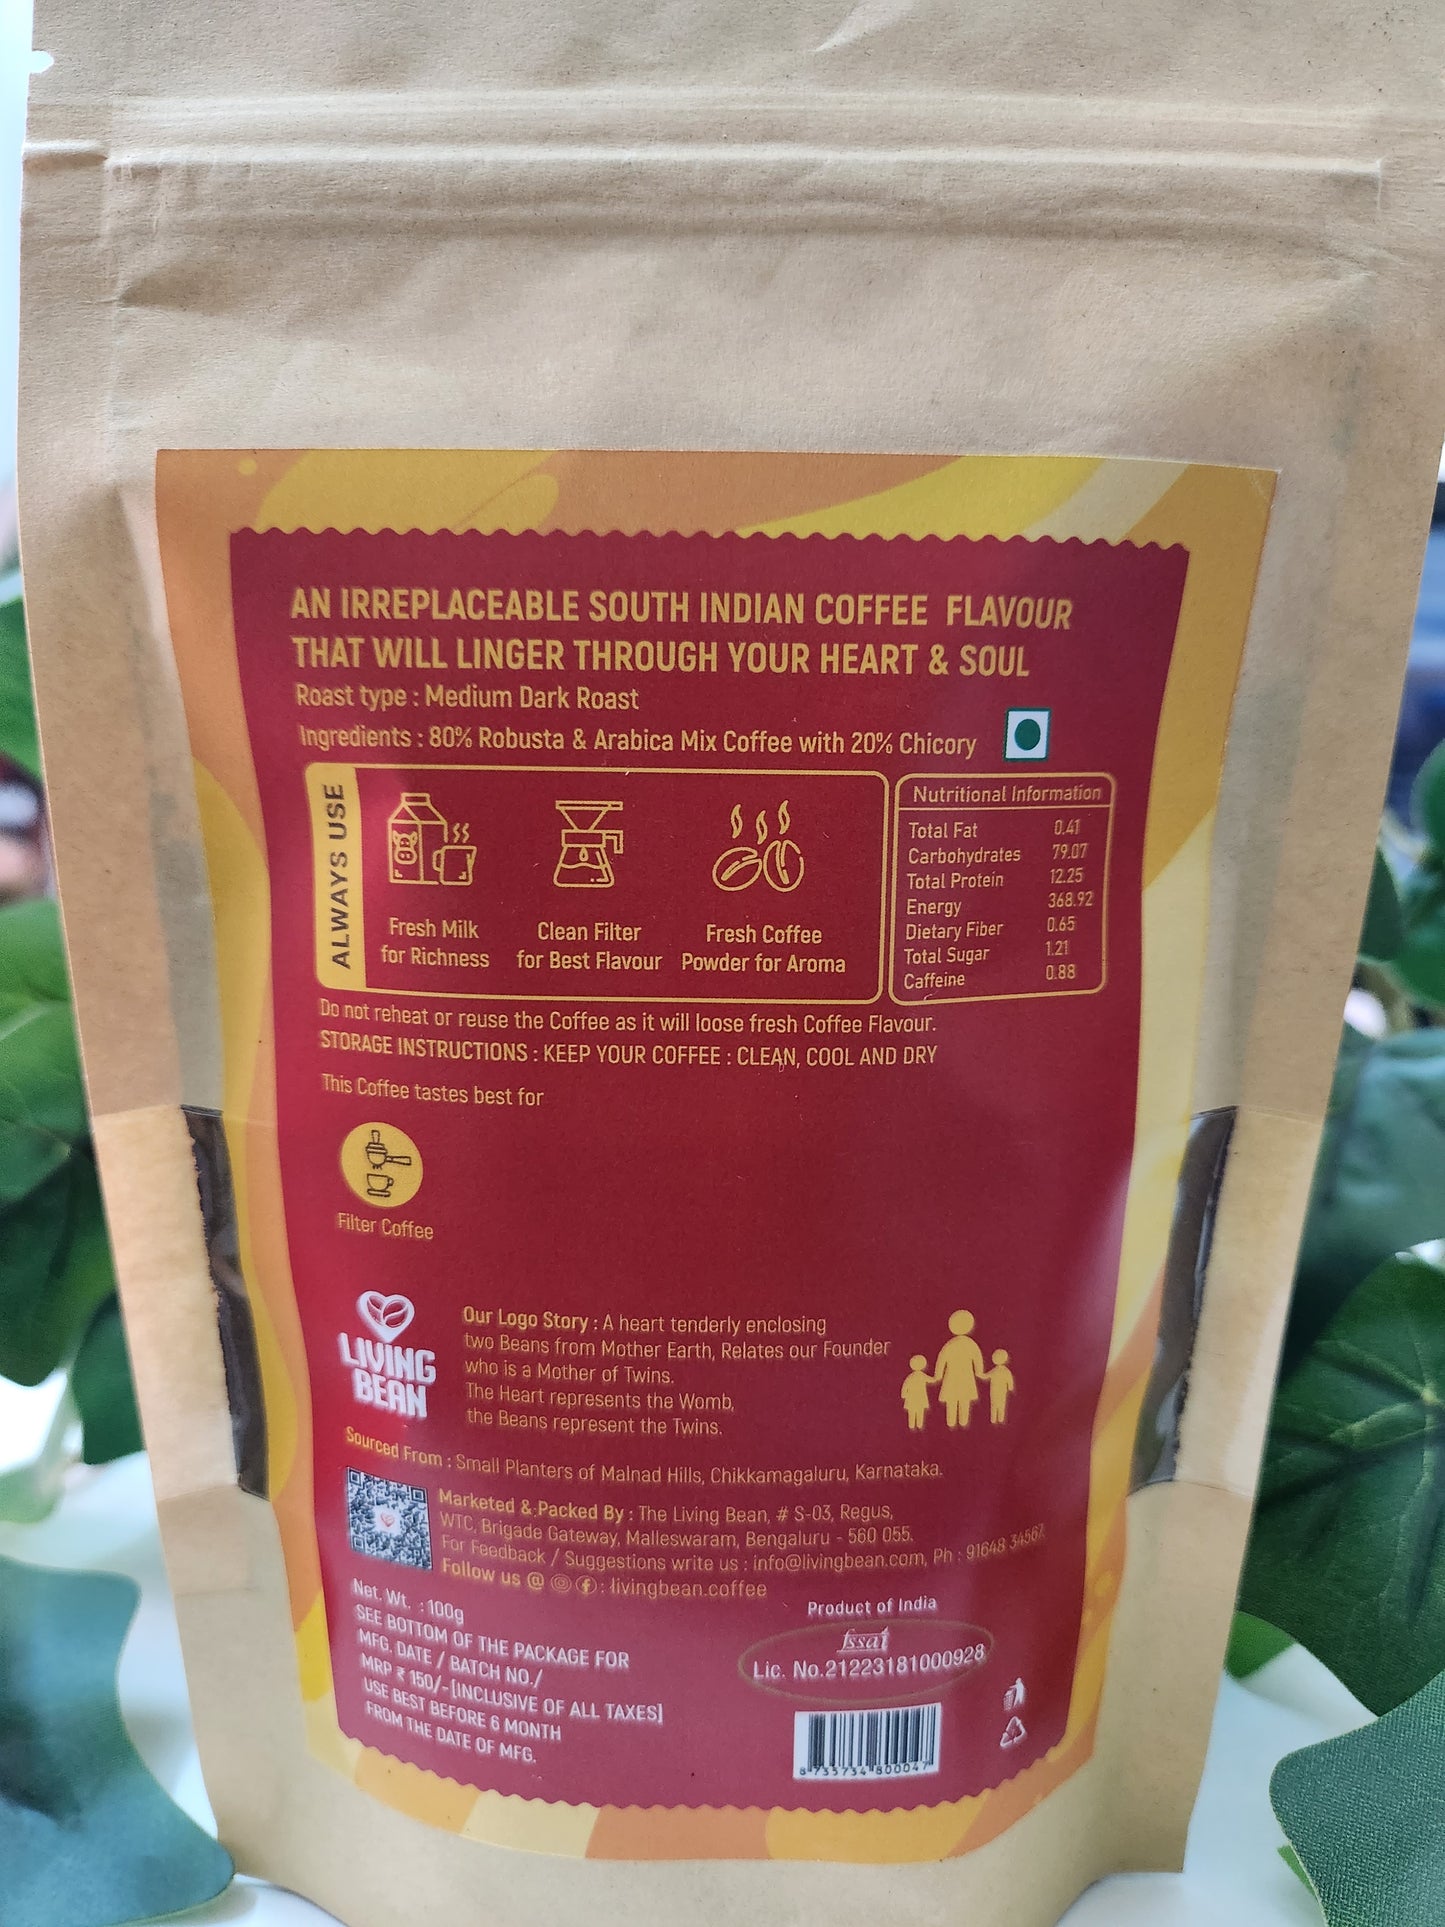 AN IRREPLACEABLE SOUTH INDIAN COFFEE FLAVOUR
THAT WILL LINGER THROUGH YOUR HEART & SOUL
Roast type : Medium Dark Roast
Ingredients : 80% Robusta & Arabica Mix Coffee with 20% Chicory
ALWAYS USE
Fresh Milk
for Richness
Clean Filter
for Best Flavour
Fresh Coffee
Powder for Aroma
Nutritional Information
Total Fat 0.41
Carbohydrates 79.07
Total Protein 12.25
Energy 368.92
Dietary Fiber 0.65
Total Sugar 1.21
Caffeine 0.88
Do not reheat or reuse the Coffee as it will loose fresh Coffee Flavour.
STORAGE INSTRUCTIONS : KEEP YOUR COFFEE : CLEAN, COOL AND DRY
This Coffee tastes best for
Filter Coffee
LIVING
BEAN
Our Logo Story : A heart tenderly enclosing
two Beans from Mother Earth, Relates our Founder
who is a Mother of Twins.
The Heart represents the Womb,
the Beans represent the Twins.
Sourced From : Small Planters of Malnad Hills, Chikkamagaluru, Karnataka.
Marketed & Packed By : The Living Bean, # S-03, Regus,
WTC, Brigade Gateway, Malleswaram, Bengaluru - 560 055.
For Feedback / Suggestions write us : info@livingbean.com, Ph : 91648 34567.
Follow us @ : livingbean.coffee
Net. Wt. : 100g
SEE BOTTOM OF THE PACKAGE FOR
MFG. DATE / BATCH NO./
MRP ₹ 150/-[INCLUSIVE OF ALL TAXES]
USE BEST BEFORE 6 MONTH
FROM THE DATE OF MFG.
Product of India
fssai
Lic. No.21223181000928
8 735734 800047